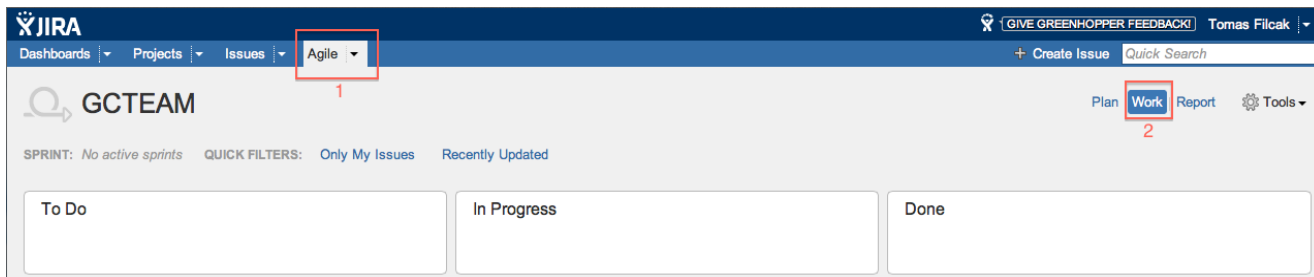 JIRA GIVE GREENHOPPER FEEDBACK! Tomas Filcak
Dashboards Projects Issues Agile + Create Issue Quick Search
1
GCTEAM Plan Work Report Tools
2
SPRINT: No active sprints QUICK FILTERS: Only My Issues Recently Updated
To Do In Progress Done